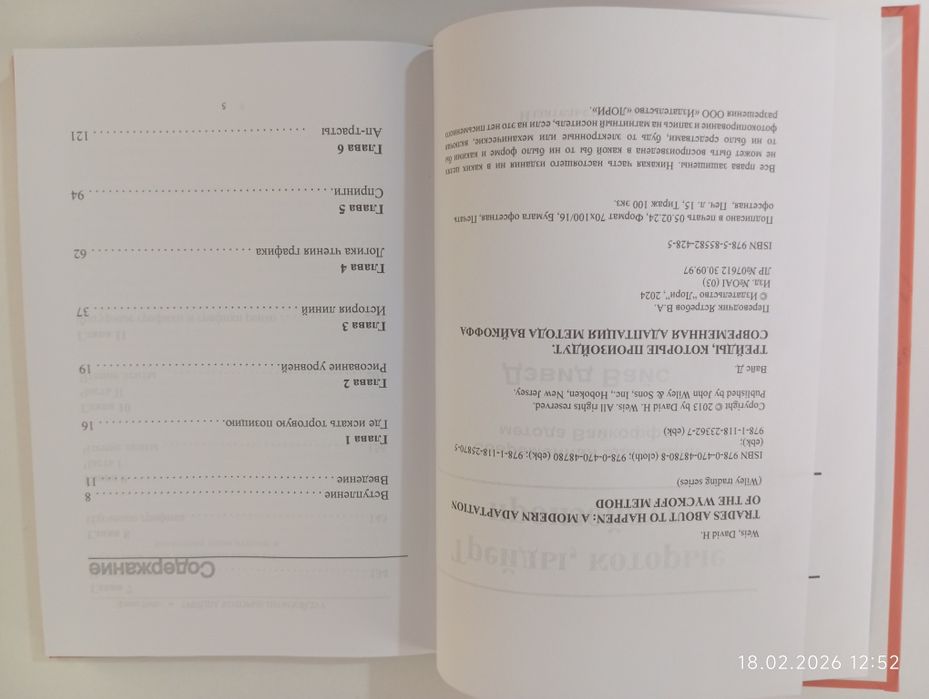 Weis, David H.
TRADES ABOUT TO HAPPEN: A MODERN ADAPTATION
OF THE WYCKOFF METHOD
(Wiley trading series)
ISBN 978-0-470-48780-8 (cloth); 978-0-470-48780 (ebk); 978-1-118-25870-5
(ebk);
978-1-118-23362-7 (ebk)
Copyright © 2013 by David H. Weis. All rights reserved.
Published by John Wiley & Sons, Inc., Hoboken, New Jersey.
Вайс Д.
ТРЕЙДЫ, КОТОРЫЕ ПРОИЗОЙДУТ.
СОВРЕМЕННАЯ АДАПТАЦИЯ МЕТОДА ВАЙКОФФА
Переводчик Ястребов В.А.
© Издательство "Лори", 2024
Изд. №OAI (03)
ЛР №07612 30.09.97
ISBN 978-5-85582-428-5
Подписано в печать 05.02.24, Формат 70х100/16, Бумага офсетная, Печать
офсетная, Печ. л. 15, Тираж 100 экз.
Все права защищены. Никакая часть настоящего издания ни в каких целях
не может быть воспроизведена в какой бы то ни было форме и какими бы
то ни было средствами, будь то электронные или механические, включая
фотокопирование и запись на магнитный носитель, если на это нет письменного
разрешения ООО «Издательство «ЛОРИ».
Содержание
Вступление 8
Введение 11
Глава 1
Где искать торговую позицию. 16
Глава 2
Рисование уровней. 19
Глава 3
История линий 37
Глава 4
Логика чтения графика 62
Глава 5
Спринги. 94
Глава 6
Ап-трасты 121
5
18.02.2026 12:52